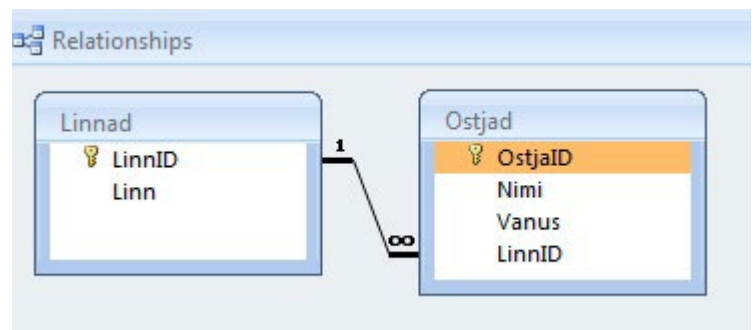 Relationships
Linnad
LinnID
Linn
1
∞
Ostjad
OstjaID
Nimi
Vanus
LinnID